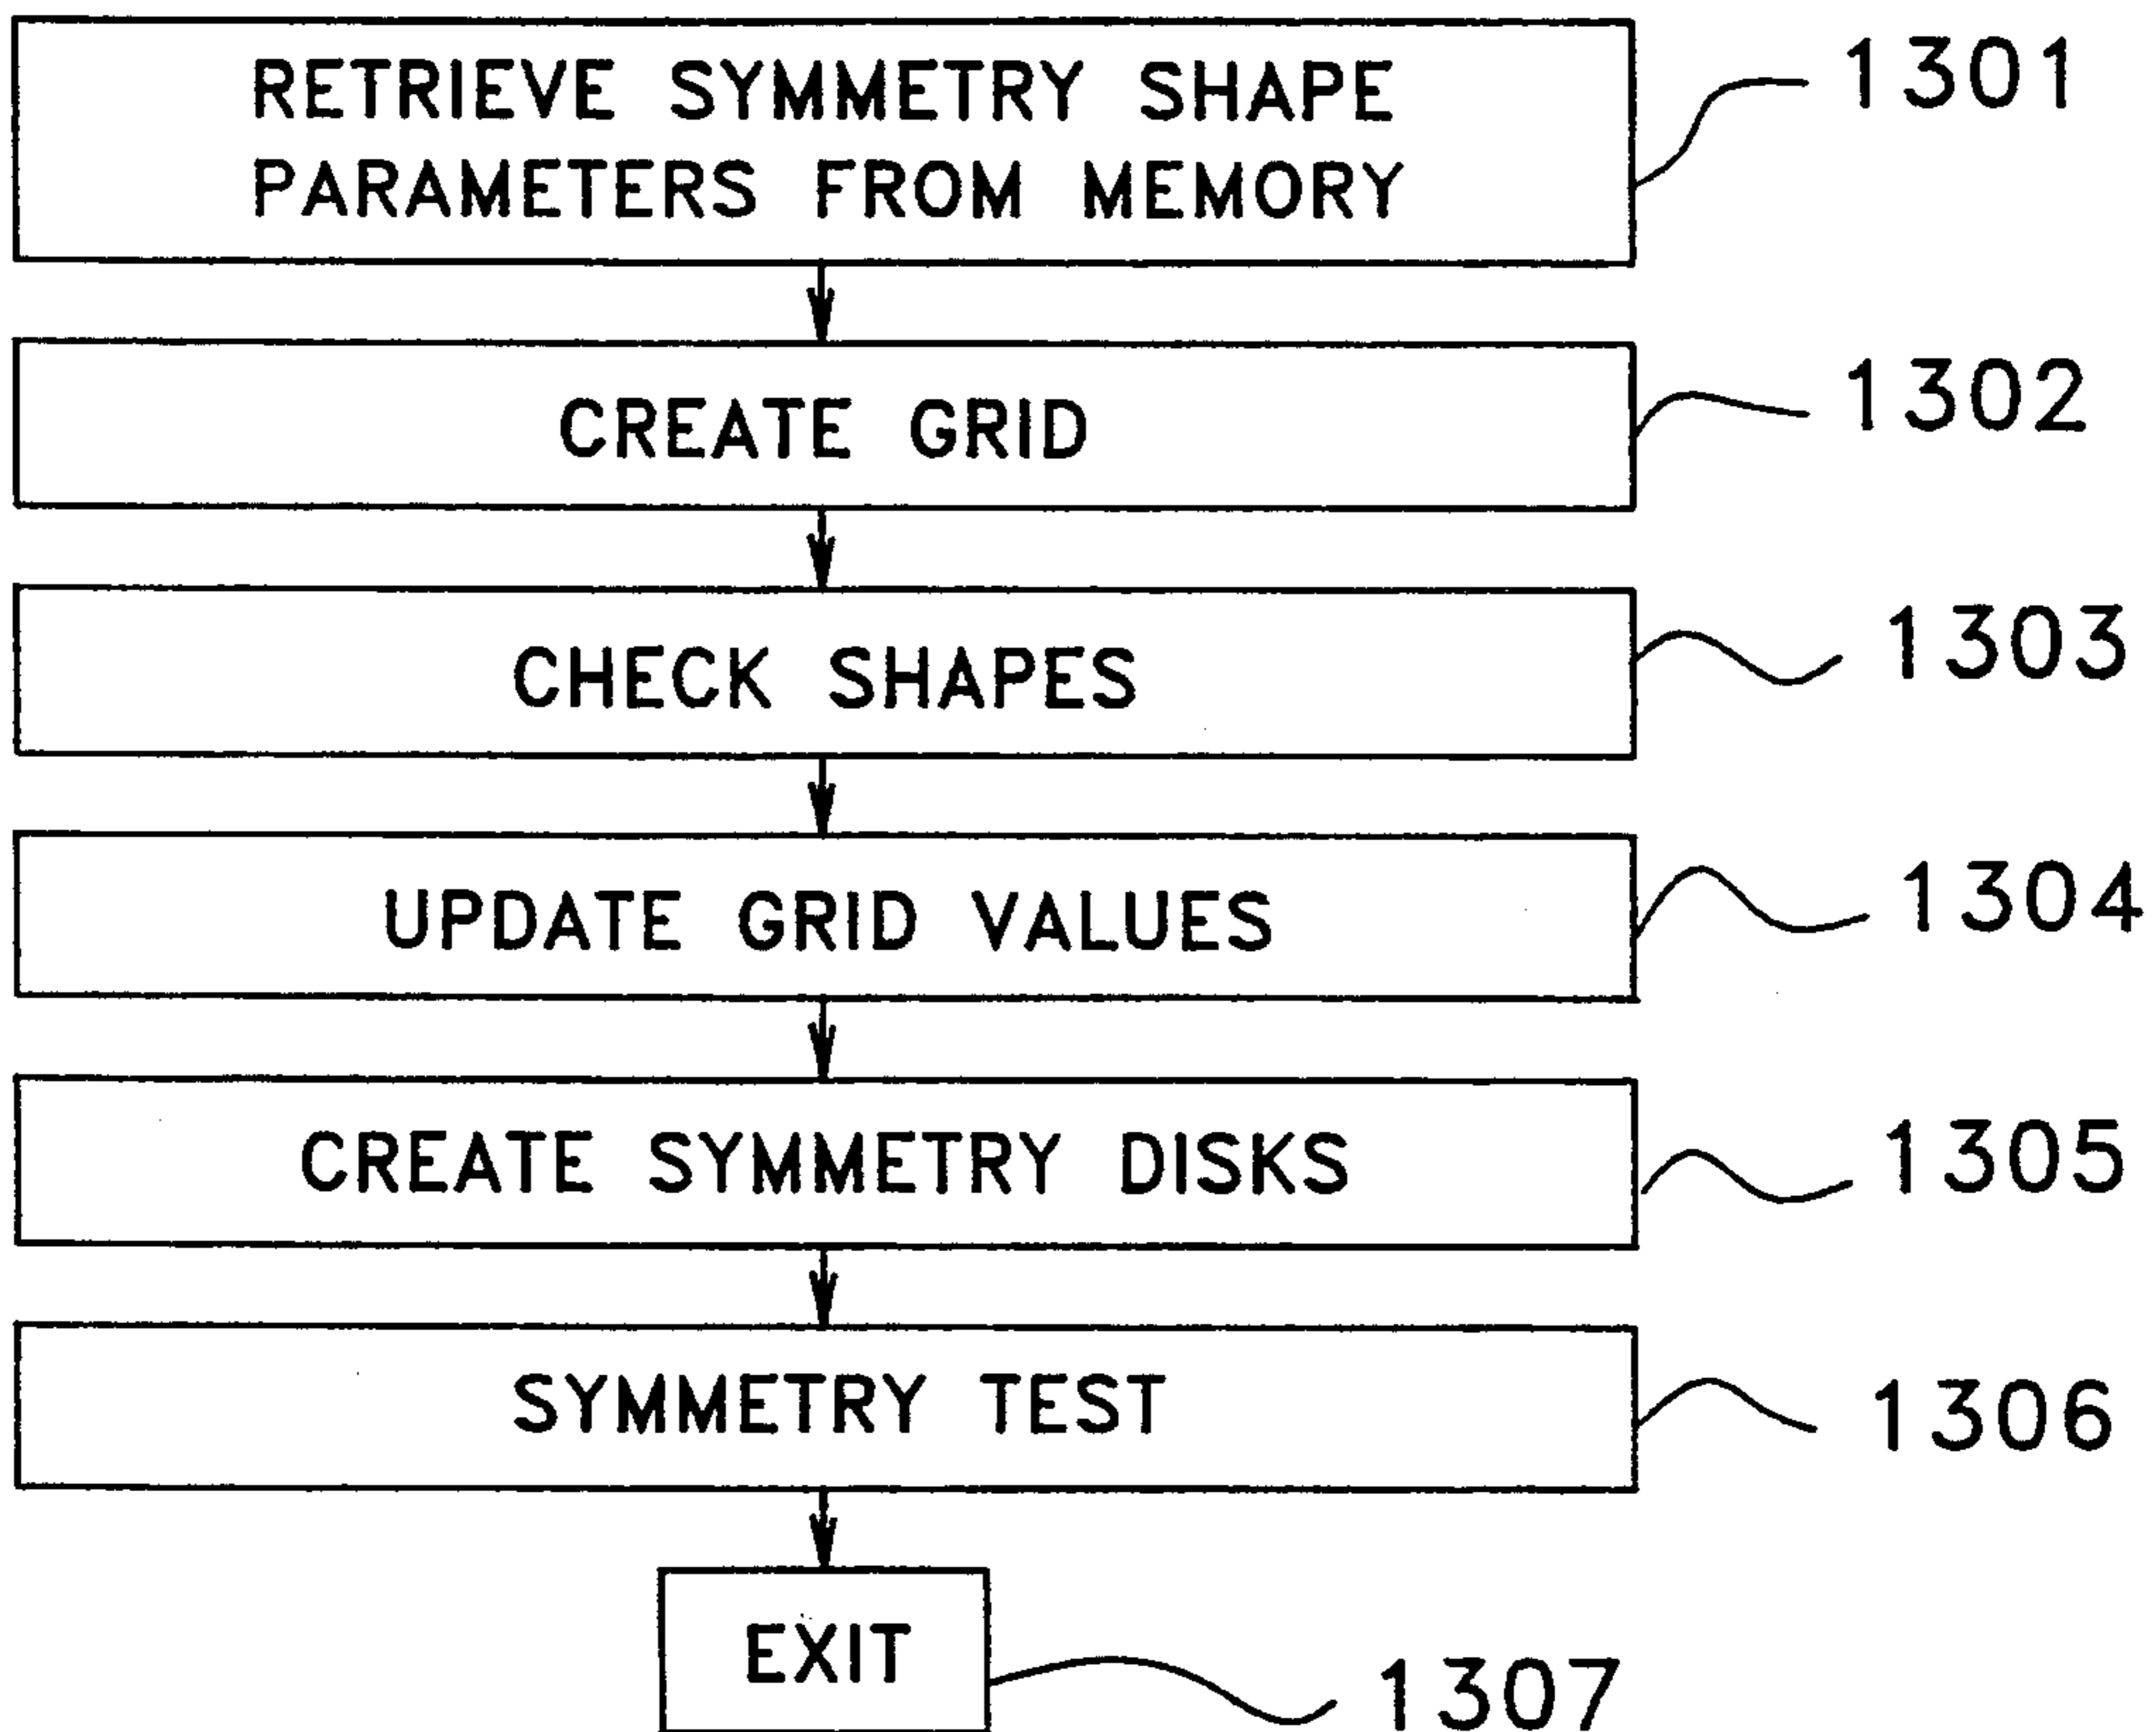 RETRIEVE SYMMETRY SHAPE
PARAMETERS FROM MEMORY
1301
CREATE GRID
1302
CHECK SHAPES
1303
UPDATE GRID VALUES
1304
CREATE SYMMETRY DISKS
1305
SYMMETRY TEST
1306
EXIT
1307